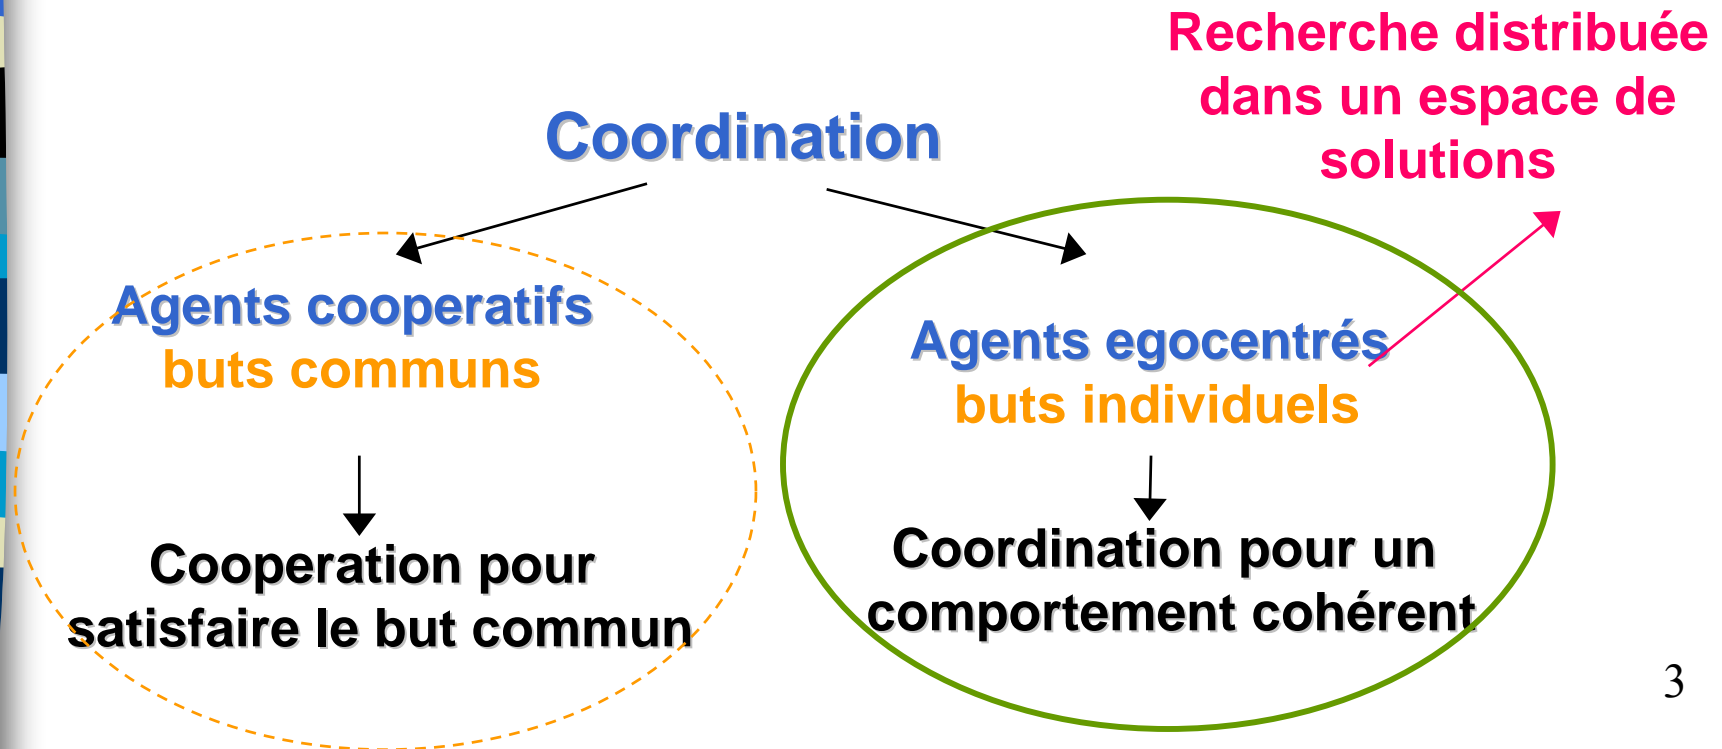 Recherche distribuée
dans un espace de
solutions
Coordination
Agents cooperatifs
buts communs
Cooperation pour
satisfaire le but commun
Agents egocentrés
buts individuels
Coordination pour un
comportement cohérent
3